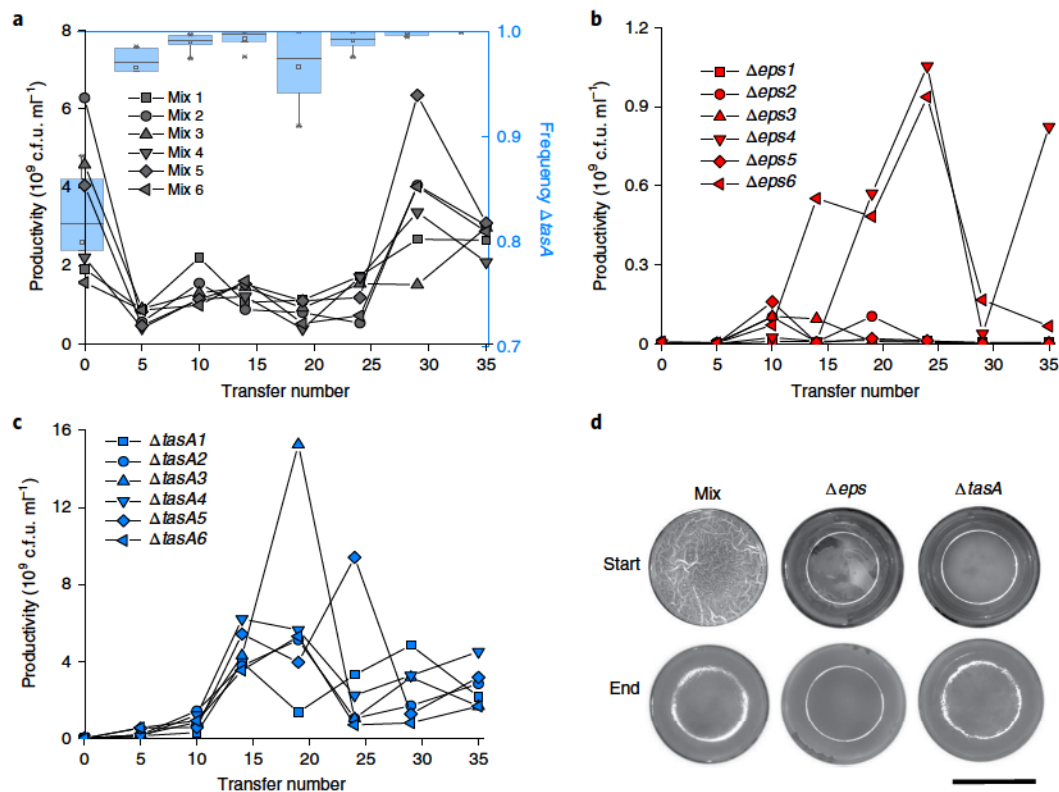 a
8
6
4
2
0
Productivity (10⁹ c.f.u. ml⁻¹)
Mix 1
Mix 2
Mix 3
Mix 4
Mix 5
Mix 6
1.0
0.9
0.8
0.7
Frequency ΔtasA
0 5 10 15 20 25 30 35
Transfer number
b
1.2
0.9
0.6
0.3
0
Productivity (10⁹ c.f.u. ml⁻¹)
Δeps1
Δeps2
Δeps3
Δeps4
Δeps5
Δeps6
0 5 10 15 20 25 30 35
Transfer number
c
16
12
8
4
0
Productivity (10⁹ c.f.u. ml⁻¹)
ΔtasA1
ΔtasA2
ΔtasA3
ΔtasA4
ΔtasA5
ΔtasA6
0 5 10 15 20 25 30 35
Transfer number
d
Mix Δeps ΔtasA
Start
End